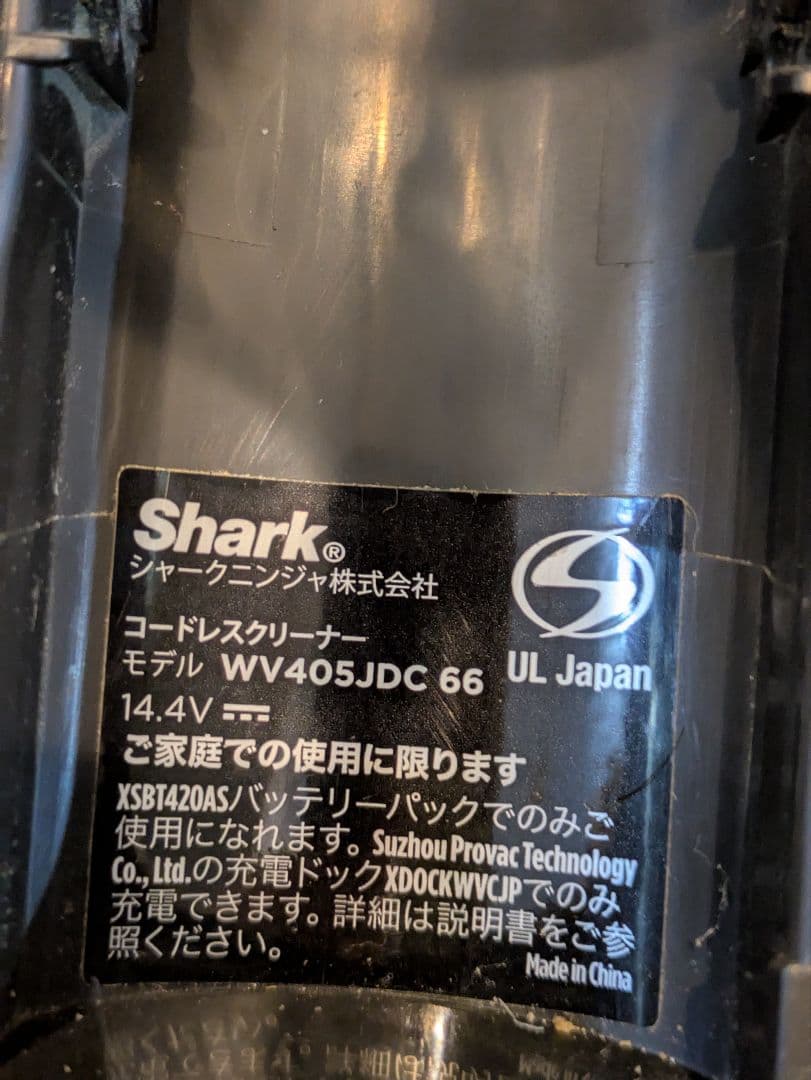 Shark®
シャークニンジャ株式会社
コードレスクリーナー
モデル WV405JDC 66
UL Japan
14.4V
ご家庭での使用に限ります
XSBT420ASバッテリーパックでのみご
使用になれます。Suzhou Provac Technology
Co., Ltd.の充電ドックXDOCKWVCJPでのみ
充電できます。詳細は説明書をご参
照ください。
Made in China